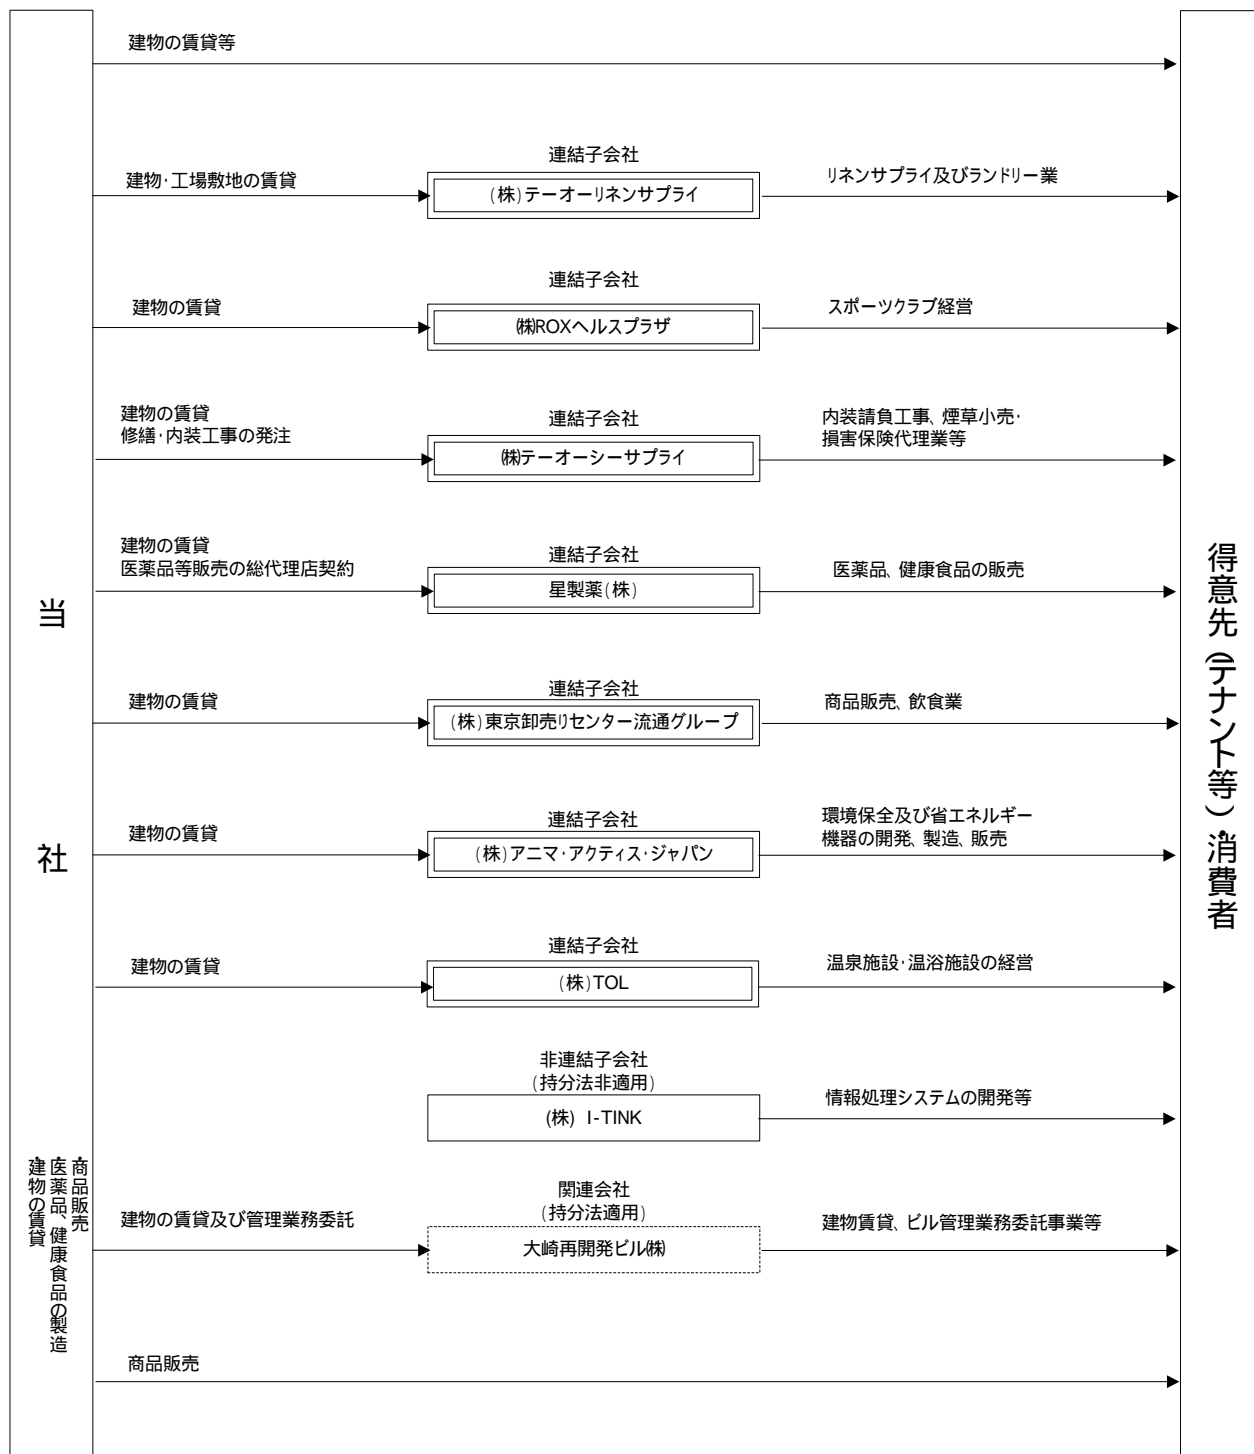 建物の賃貸等
連結子会社
建物・工場敷地の賃貸
(株)テーオーリネンサプライ
リネンサプライ及びランドリー業
連結子会社
建物の賃貸
㈱ROXヘルスプラザ
スポーツクラブ経営
建物の賃貸
修繕・内装工事の発注
連結子会社
㈱テーオーシーサプライ
内装請負工事、煙草小売・
損害保険代理業等
建物の賃貸
医薬品等販売の総代理店契約
連結子会社
星製薬(株)
医薬品、健康食品の販売
連結子会社
建物の賃貸
(株)東京卸売りセンター流通グループ
商品販売、飲食業
連結子会社
建物の賃貸
(株)アニマ・アクティス・ジャパン
環境保全及び省エネルギー
機器の開発、製造、販売
連結子会社
建物の賃貸
(株)TOL
温泉施設・温浴施設の経営
非連結子会社
(持分法非適用)
(株) I-TINK
情報処理システムの開発等
関連会社
(持分法適用)
建物の賃貸及び管理業務委託
大崎再開発ビル㈱
建物賃貸、ビル管理業務委託事業等
商品販売
当社
・商品販売
・医薬品、健康食品の製造
・建物の賃貸
得意先(テナント等)・消費者